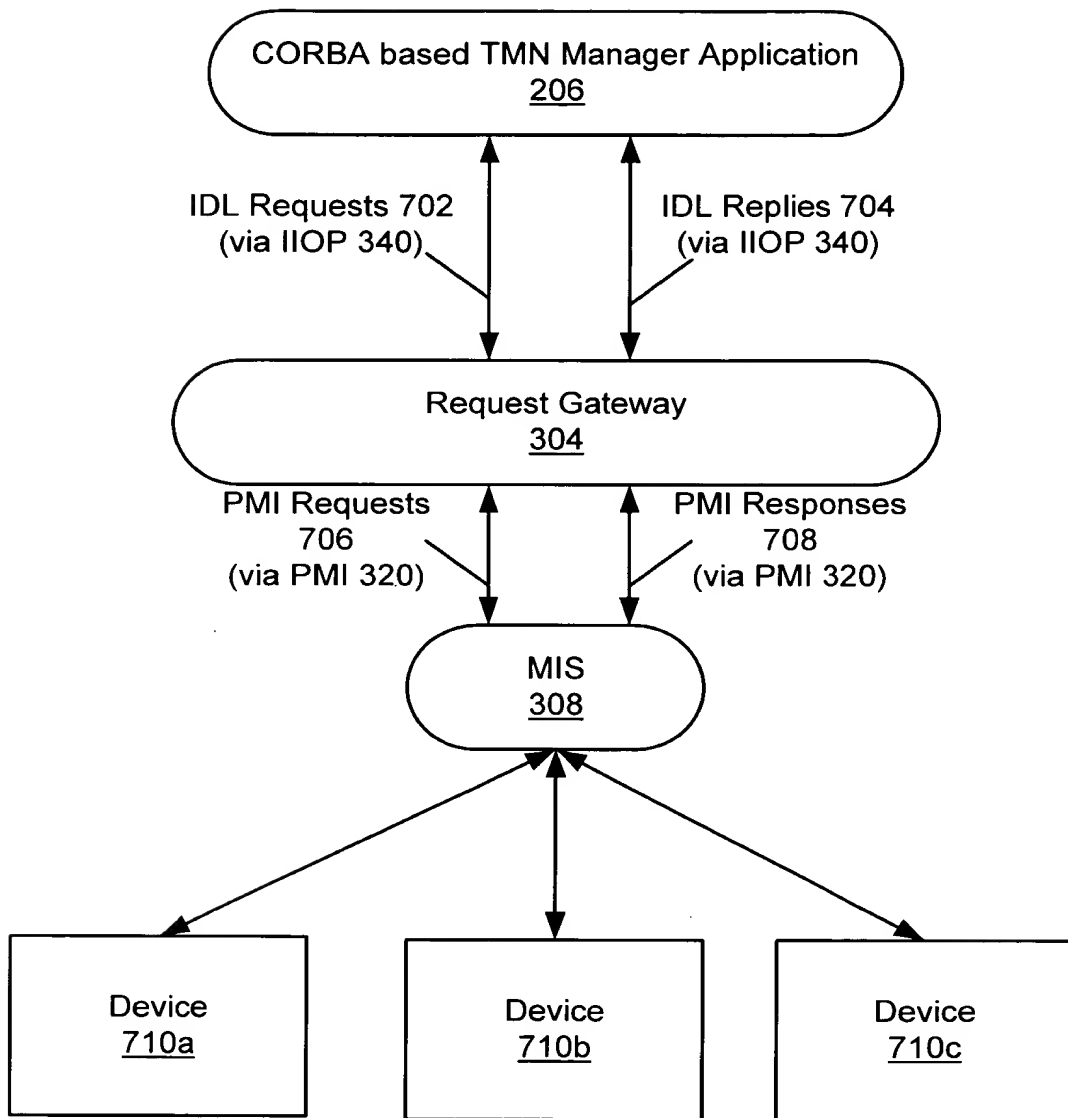 CORBA based TMN Manager Application
206
IDL Requests 702
(via IIOP 340)
IDL Replies 704
(via IIOP 340)
Request Gateway
304
PMI Requests
706
(via PMI 320)
PMI Responses
708
(via PMI 320)
MIS
308
Device
710a
Device
710b
Device
710c